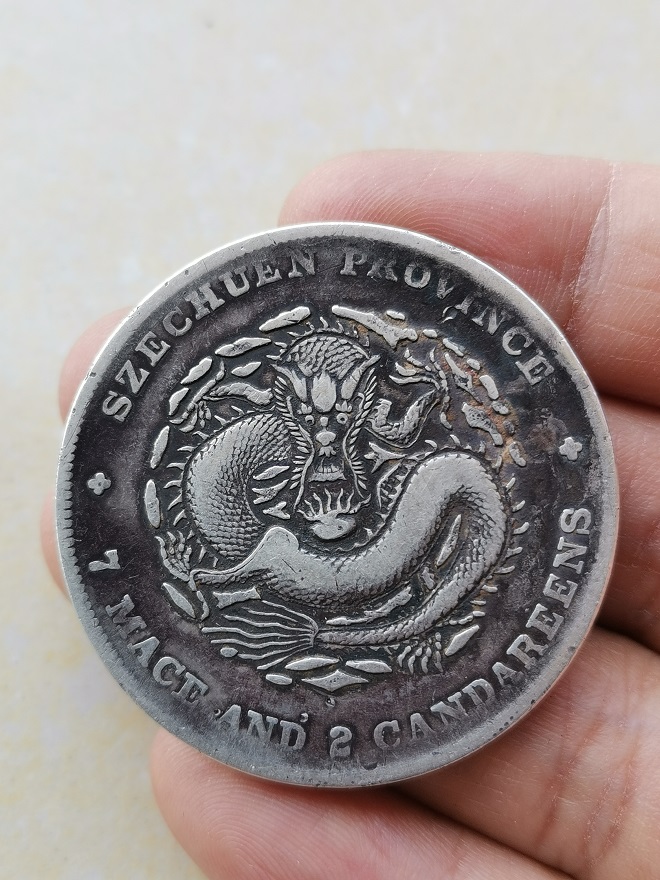 SZECHUEN PROVINCE
7 MACE AND 2 CANDAREENS